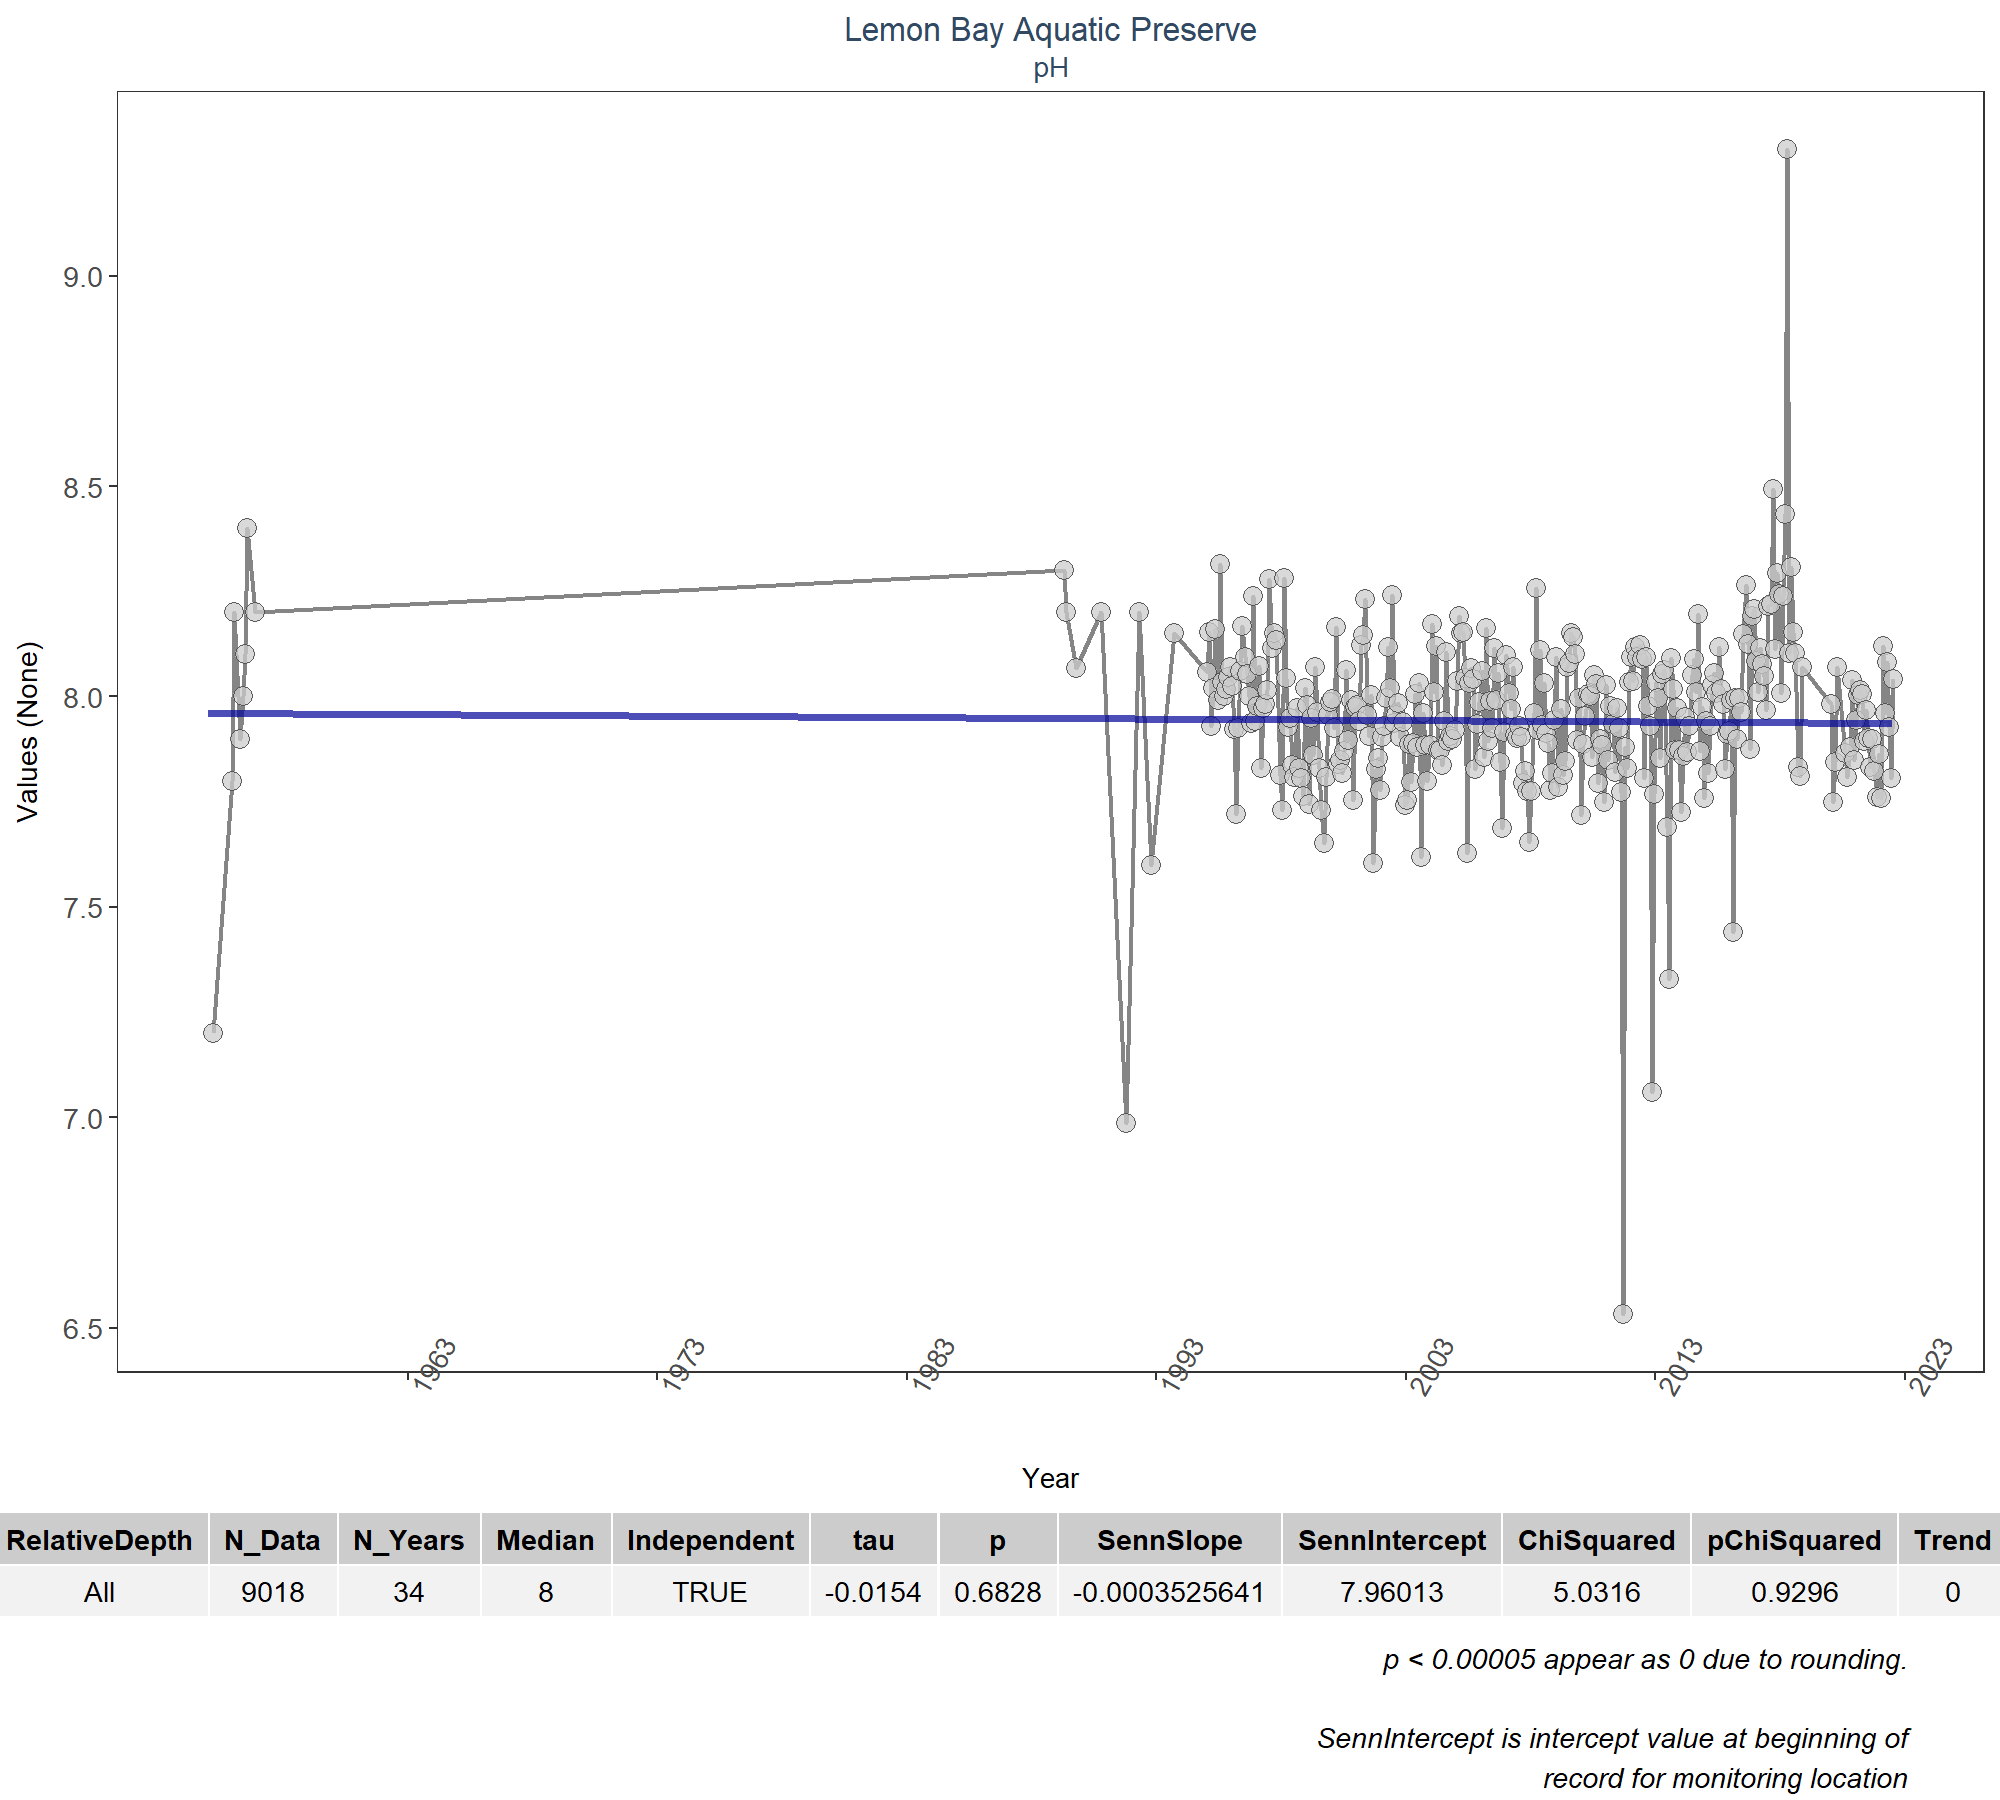 Lemon Bay Aquatic Preserve
pH
Values (None)
9.0
8.5
8.0
7.5
7.0
6.5
1963
1973
1983
1993
2003
2013
2023
Year
RelativeDepth N_Data N_Years Median Independent tau p SennSlope SennIntercept ChiSquared pChiSquared Trend
All 9018 34 8 TRUE -0.0154 0.6828 -0.0003525641 7.96013 5.0316 0.9296 0
p < 0.00005 appear as 0 due to rounding.
SennIntercept is intercept value at beginning of
record for monitoring location